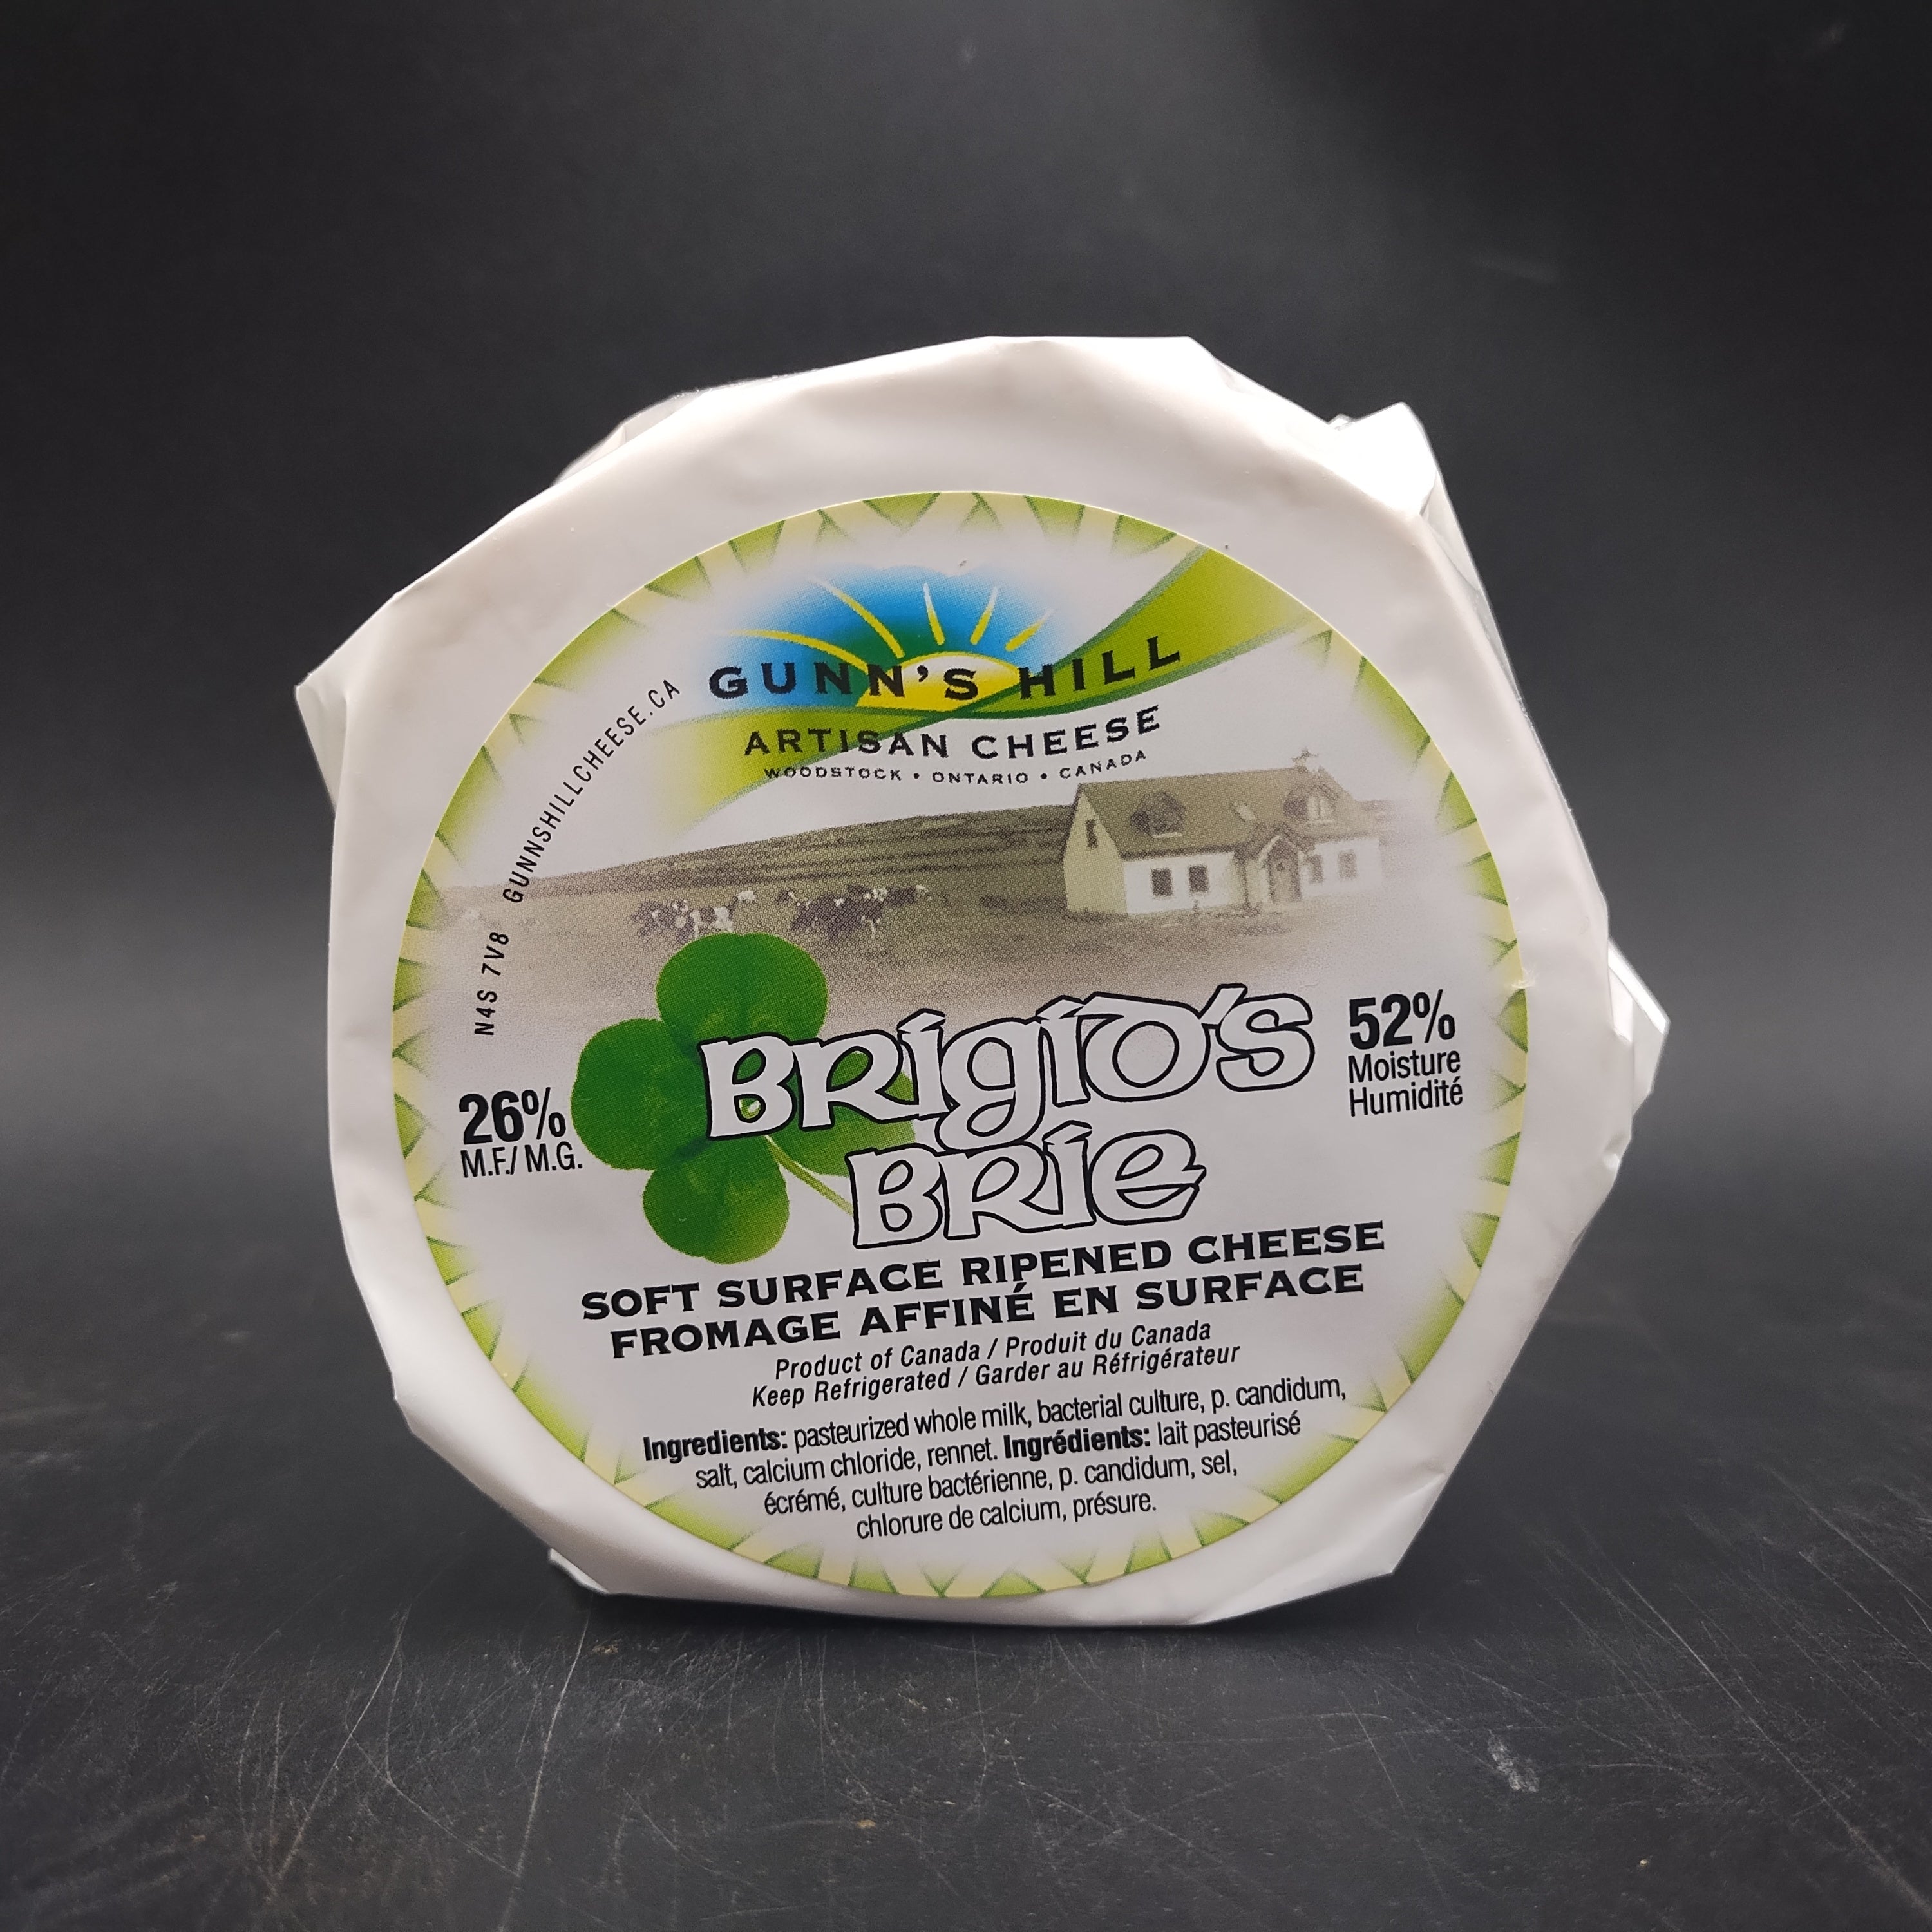 GUNN'S HILL
ARTISAN CHEESE
WOODSTOCK • ONTARIO • CANADA
N4S 7V8 GUNNSHILLCHEESE.CA
BRIGID'S
BRIE
26%
M.F./ M.G.
52%
Moisture
Humidité
SOFT SURFACE RIPENED CHEESE
FROMAGE AFFINÉ EN SURFACE
Product of Canada / Produit du Canada
Keep Refrigerated / Garder au Réfrigérateur
Ingredients: pasteurized whole milk, bacterial culture, p. candidum,
salt, calcium chloride, rennet. Ingrédients: lait pasteurisé
écrémé, culture bactérienne, p. candidum, sel,
chlorure de calcium, présure.